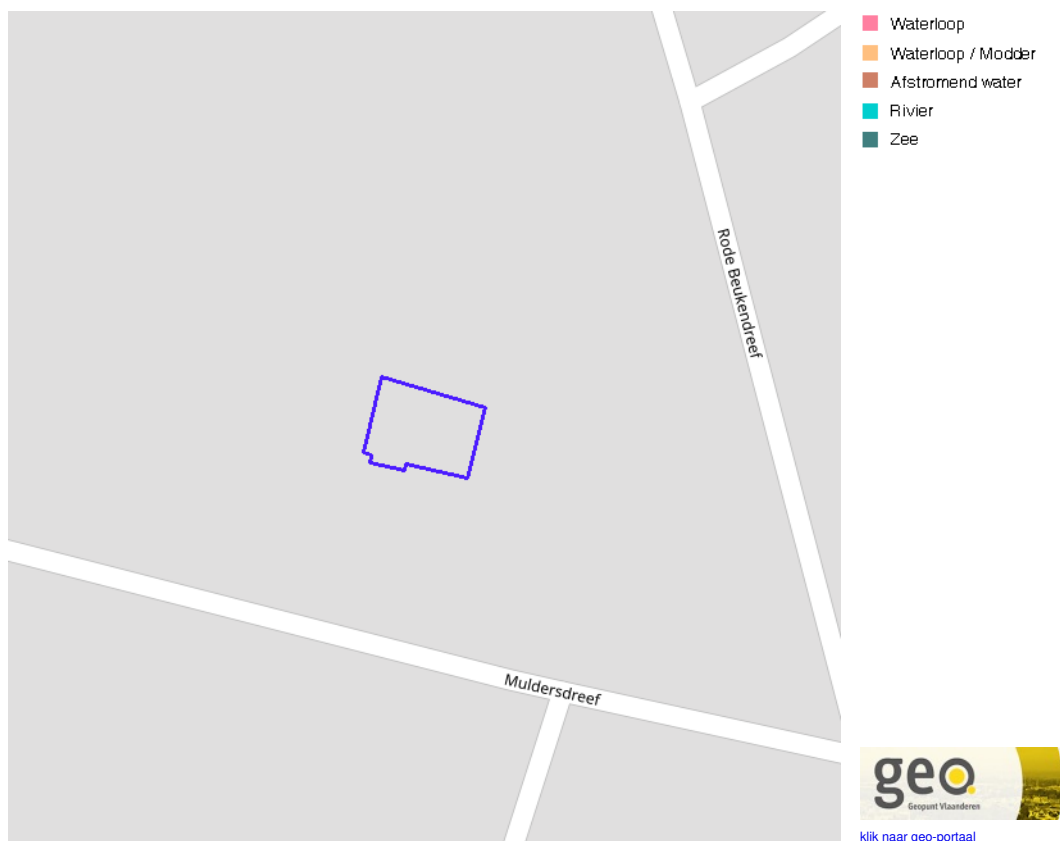 Waterloop
Waterloop / Modder
Afstromend water
Rivier
Zee
Rode Beukendreef
Muldersdreef
geo
Geopunt Vlaanderen
klik naar geo-portaal